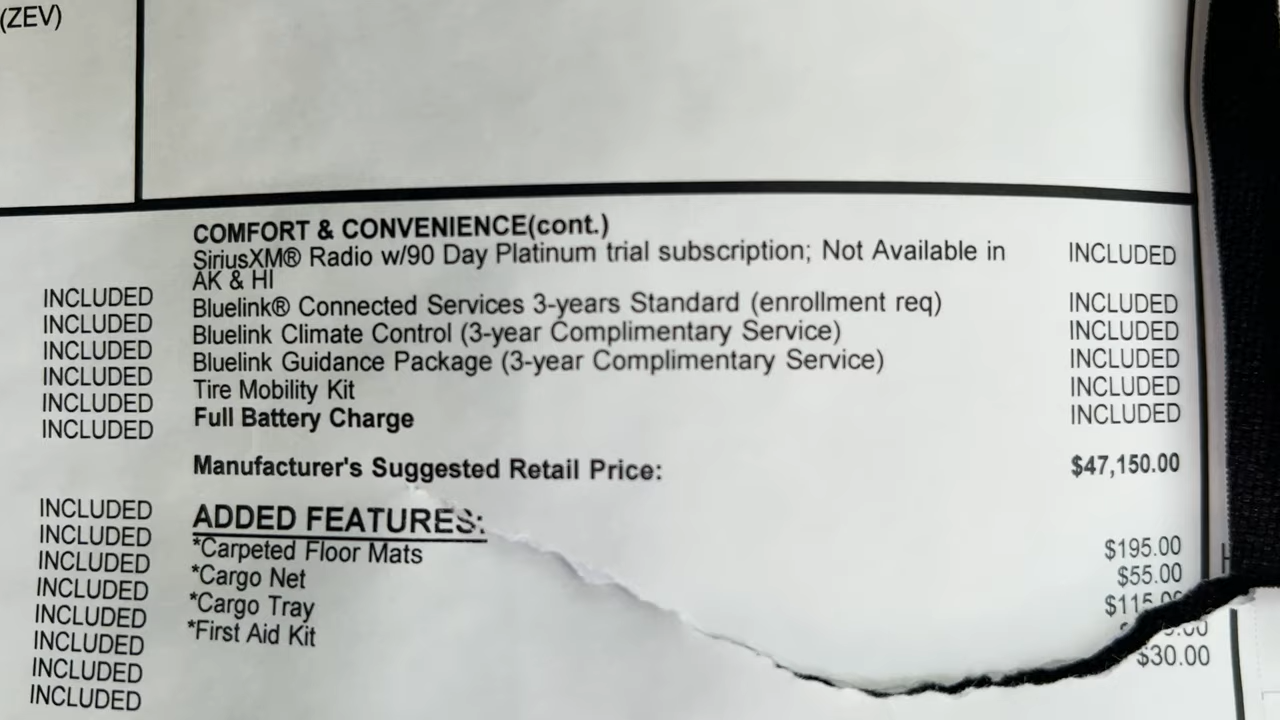 (ZEV)
INCLUDED
INCLUDED
INCLUDED
INCLUDED
INCLUDED
INCLUDED
INCLUDED
INCLUDED
INCLUDED
INCLUDED
INCLUDED
INCLUDED
INCLUDED
INCLUDED
COMFORT & CONVENIENCE(cont.)
SiriusXM® Radio w/90 Day Platinum trial subscription; Not Available in INCLUDED
AK & HI
Bluelink® Connected Services 3-years Standard (enrollment req) INCLUDED
Bluelink Climate Control (3-year Complimentary Service) INCLUDED
Bluelink Guidance Package (3-year Complimentary Service) INCLUDED
Tire Mobility Kit INCLUDED
Full Battery Charge INCLUDED
Manufacturer's Suggested Retail Price: $47,150.00
ADDED FEATURES:
*Carpeted Floor Mats $195.00
*Cargo Net $55.00
*Cargo Tray
*First Aid Kit $30.00